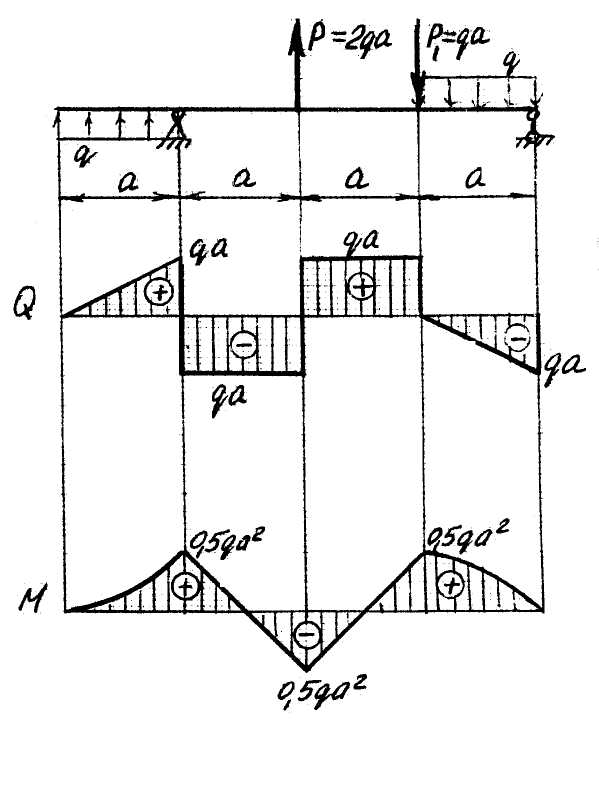 P=2qa
P₁=qa
q
q
a a a a
qa
qa
Q
+
+
−
−
qa
qa
0,5qa²
0,5qa²
M
+
+
−
0,5qa²